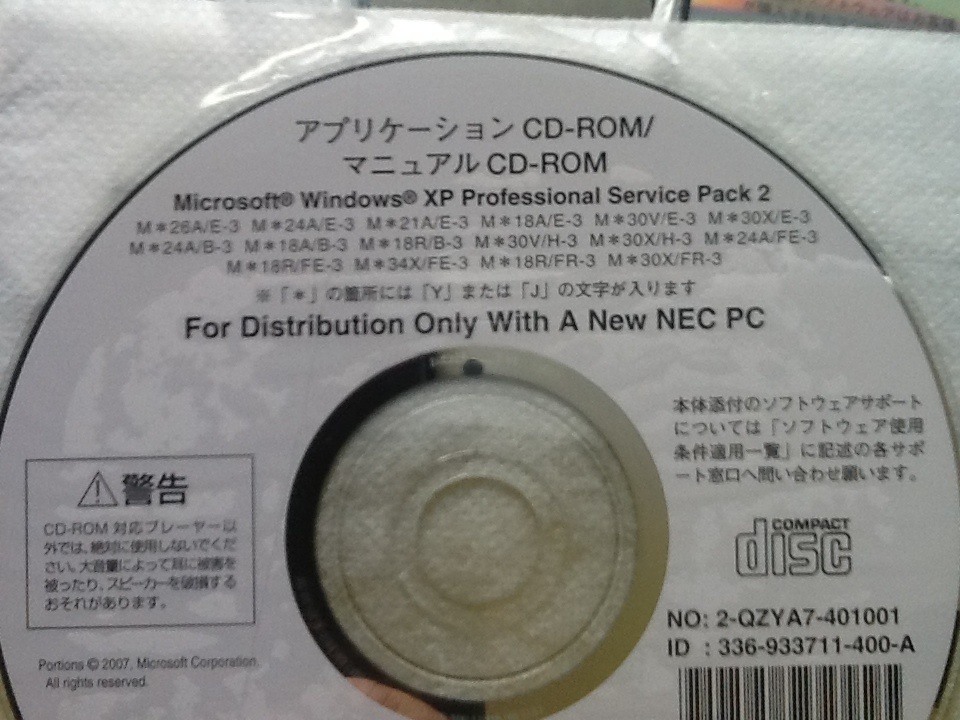 アプリケーション CD-ROM/
マニュアル CD-ROM
Microsoft® Windows® XP Professional Service Pack 2
M＊26A/E-3 M＊24A/E-3 M＊21A/E-3 M＊18A/E-3 M＊30V/E-3 M＊30X/E-3
M＊24A/B-3 M＊18A/B-3 M＊18R/B-3 M＊30V/H-3 M＊30X/H-3 M＊24A/FE-3
M＊18R/FE-3 M＊34X/FE-3 M＊18R/FR-3 M＊30X/FR-3
※「＊」の箇所には「Y」または「J」の文字が入ります
For Distribution Only With A New NEC PC
本体添付のソフトウェアサポート
については「ソフトウェア使用
条件適用一覧」に記述の各サポ
ート窓口へ問い合わせ願います。
警告
CD-ROM 対応プレーヤー以
外では、絶対に使用しないでくだ
さい。大音量によって耳に被害を
被ったり、スピーカーを破損する
おそれがあります。
COMPACT
disc
NO: 2-QZYA7-401001
ID : 336-933711-400-A
Portions © 2007, Microsoft Corporation.
All rights reserved.